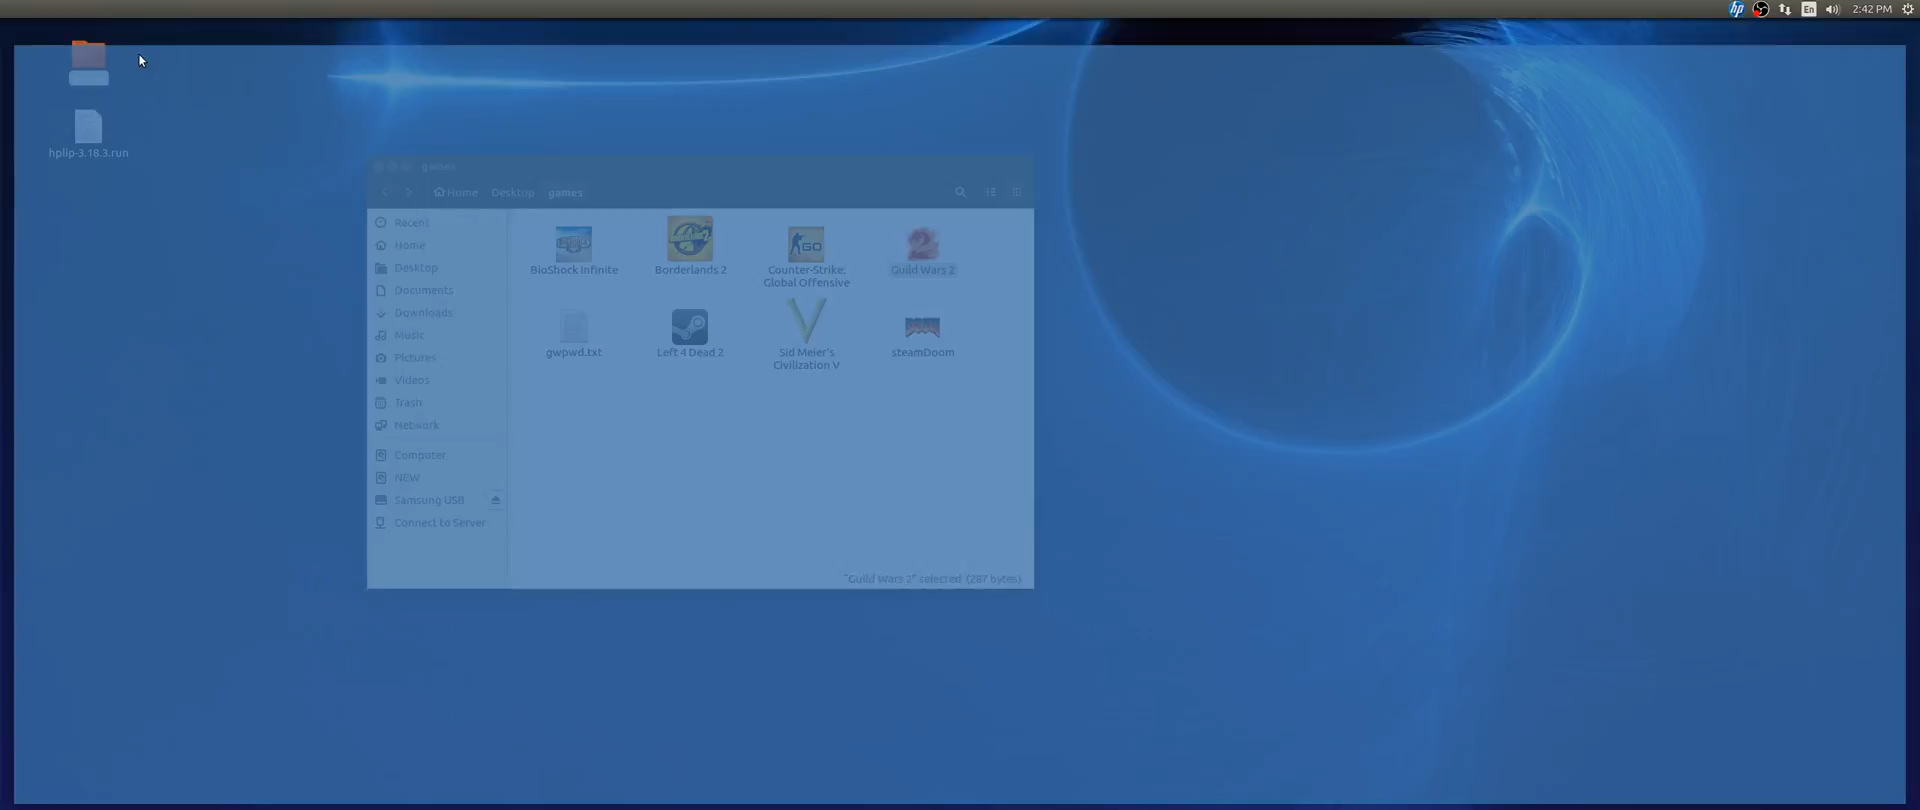 hp
En
2:42 PM
hplip-3.18.3.run
games
Home
Desktop
games
Recent
Home
Desktop
Documents
Downloads
Music
Pictures
Videos
Trash
Network
Computer
NEW
Samsung USB
Connect to Server
BioShock Infinite
Borderlands 2
GO
Counter-Strike:
Global Offensive
Guild Wars 2
gwpwd.txt
Left 4 Dead 2
Sid Meier's
Civilization V
DOOM
steamDoom
"Guild Wars 2" selected (287 bytes)